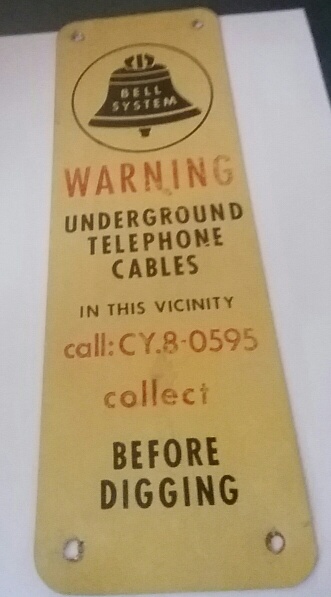 BELL
SYSTEM
WARNING
UNDERGROUND
TELEPHONE
CABLES
IN THIS VICINITY
call: CY.8-0595
collect
BEFORE
DIGGING